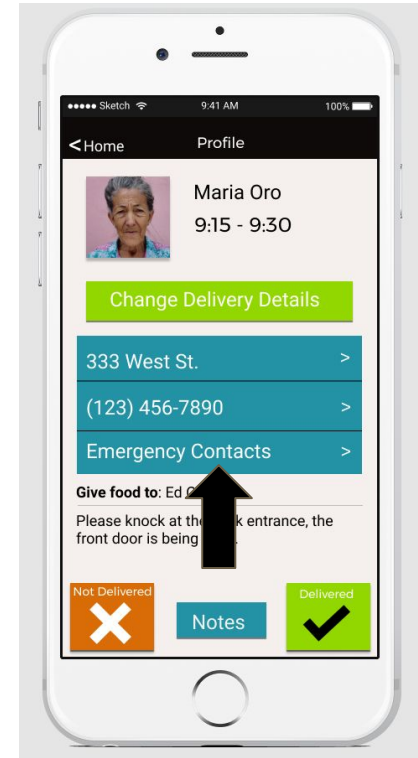 Sketch 9:41 AM 100%
<Home Profile
Maria Oro
9:15 - 9:30
Change Delivery Details
333 West St. >
(123) 456-7890 >
Emergency Contacts >
Give food to: Ed
Please knock at the entrance, the
front door is being
Not Delivered
Delivered
Notes